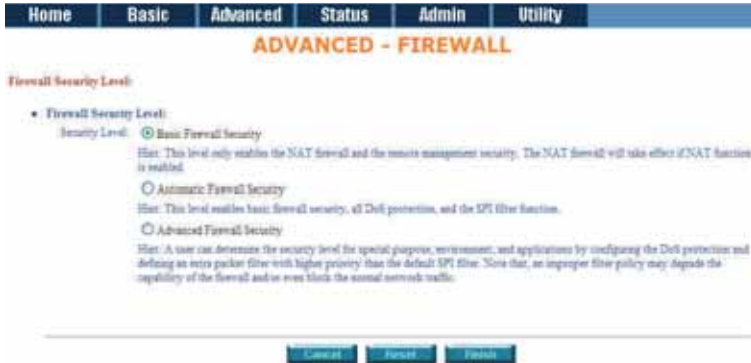 Home Basic Advanced Status Admin Utility
ADVANCED - FIREWALL
Firewall Security Level:
• Firewall Security Level:
Security Level: Basic Firewall Security
Hint: This level only enables the NAT firewall and the remote management security. The NAT firewall will take effect if NAT function
is enabled.
Automatic Firewall Security
Hint: This level enables basic firewall security, all DoS protection, and the SPI filter function.
Advanced Firewall Security
Hint: A user can determine the security level for special purpose, environment, and applications by configuring the DoS protection and
defining an extra packet filter with higher priority than the default SPI filter. Note that, an improper filter policy may degrade the
capability of the firewall and/or even block the normal network traffic.
Cancel Reset Finish